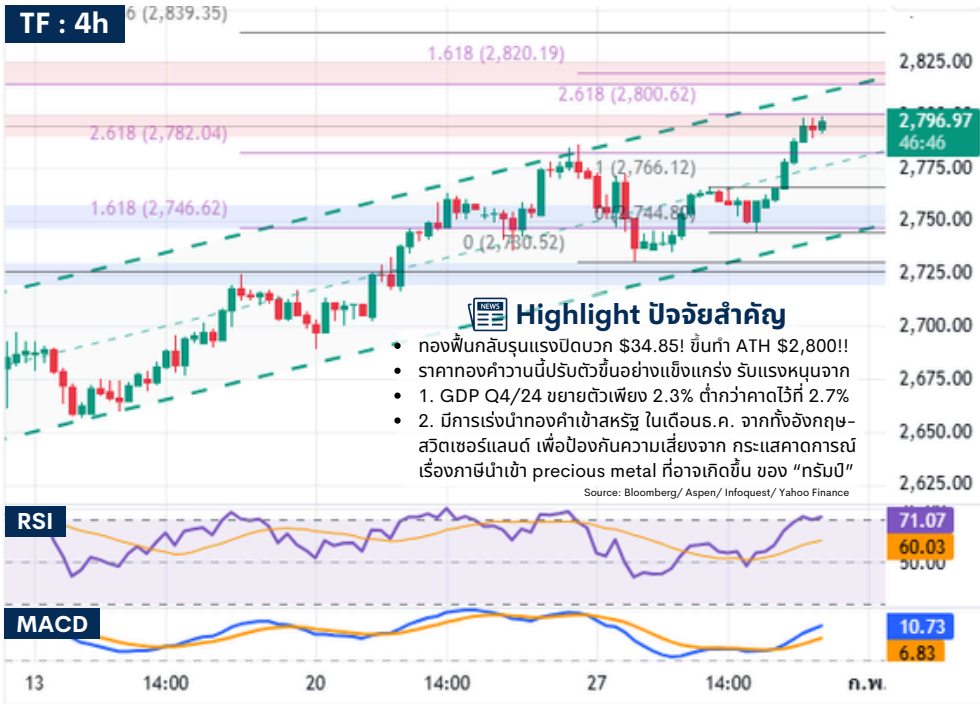 TF : 4h
6 (2,839.35)
1.618 (2,820.19)
2,825.00
2.618 (2,800.62)
2,796.97
46:46
2.618 (2,782.04)
1 (2,766.12)
2,775.00
1.618 (2,746.62)
0 (2,744.80)
2,750.00
0 (2,730.52)
2,725.00
NEWS
Highlight ปัจจัยสำคัญ
2,700.00
• ทองฟื้นกลับรุนแรงปิดบวก $34.85! ขึ้นทำ ATH $2,800!!
• ราคาทองคำวานนี้ปรับตัวขึ้นอย่างแข็งแกร่ง รับแรงหนุนจาก
2,675.00
• 1. GDP Q4/24 ขยายตัวเพียง 2.3% ต่ำกว่าคาดไว้ที่ 2.7%
• 2. มีการเร่งนำทองคำเข้าสหรัฐ ในเดือนธ.ค. จากทั้งอังกฤษ-
2,650.00
สวิตเซอร์แลนด์ เพื่อป้องกันความเสี่ยงจาก กระแสคาดการณ์
เรื่องภาษีนำเข้า precious metal ที่อาจเกิดขึ้น ของ “ทรัมป์”
2,625.00
Source: Bloomberg/ Aspen/ Infoquest/ Yahoo Finance
RSI
71.07
60.03
50.00
MACD
10.73
6.83
13
14:00
20
14:00
27
14:00
ก.พ.